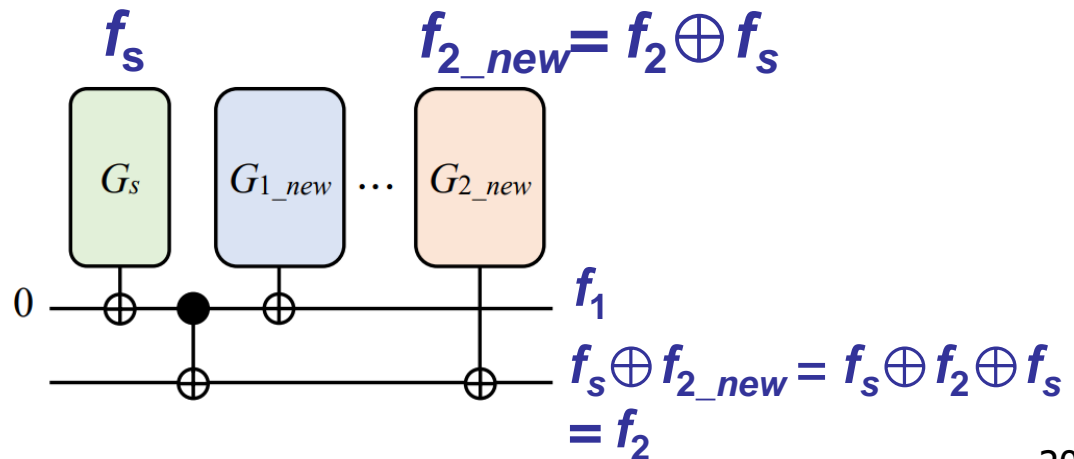 fₛ
f₂_new = f₂ ⊕ fₛ
Gₛ
G₁_new
...
G₂_new
0
f₁
fₛ ⊕ f₂_new = fₛ ⊕ f₂ ⊕ fₛ
= f₂